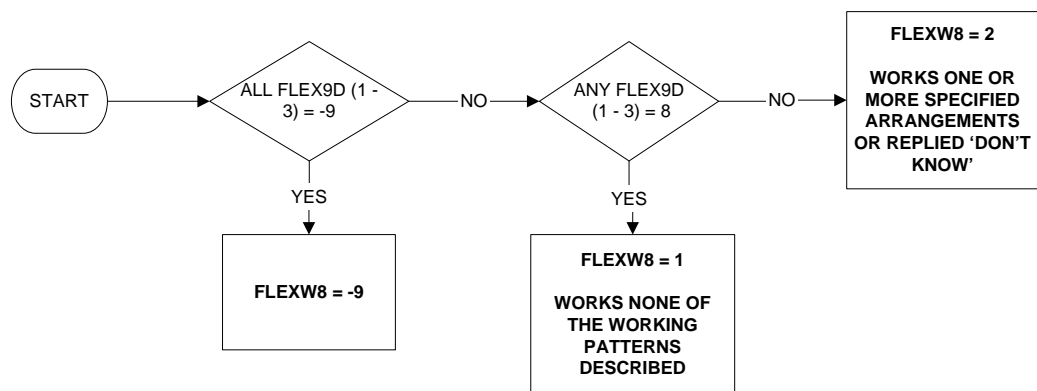 START
ALL FLEX9D (1 -
3) = -9
NO
ANY FLEX9D
(1 - 3) = 8
NO
FLEXW8 = 2
WORKS ONE OR
MORE SPECIFIED
ARRANGEMENTS
OR REPLIED ‘DON’T
KNOW’
YES
FLEXW8 = -9
YES
FLEXW8 = 1
WORKS NONE OF
THE WORKING
PATTERNS
DESCRIBED